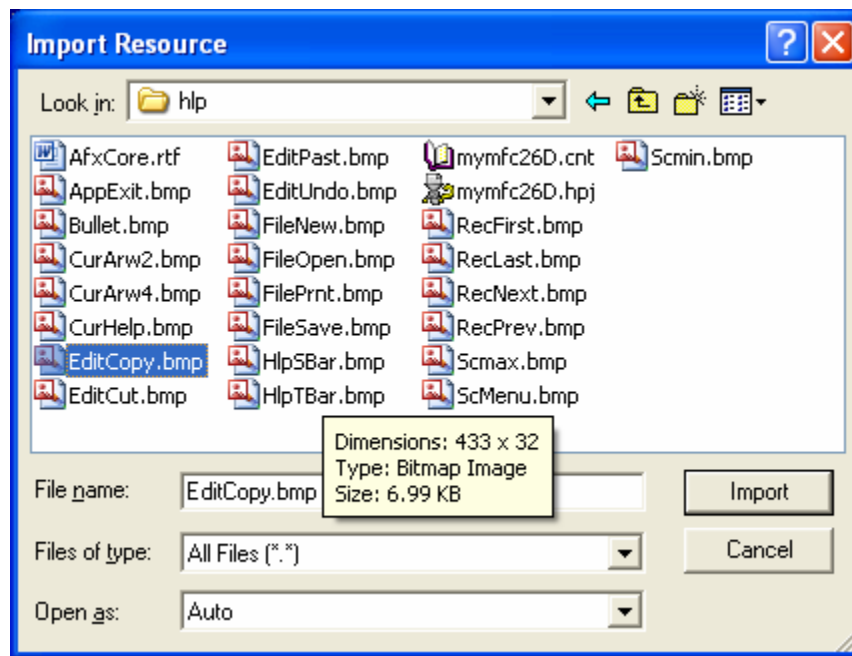 Import Resource
Look in: hlp
AfxCore.rtf EditPast.bmp mymfc26D.cnt Scmin.bmp
AppExit.bmp EditUndo.bmp mymfc26D.hpj
Bullet.bmp FileNew.bmp RecFirst.bmp
CurArw2.bmp FileOpen.bmp RecLast.bmp
CurArw4.bmp FilePrnt.bmp RecNext.bmp
CurHelp.bmp FileSave.bmp RecPrev.bmp
EditCopy.bmp HlpSBar.bmp Scmax.bmp
EditCut.bmp HlpTBar.bmp ScMenu.bmp
Dimensions: 433 x 32
Type: Bitmap Image
Size: 6.99 KB
File name: EditCopy.bmp Import
Files of type: All Files (*.*) Cancel
Open as: Auto